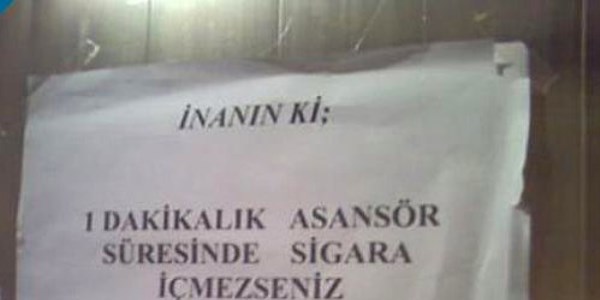 İNANIN Kİ;
1 DAKİKALIK ASANSÖR
SÜRESİNDE SİGARA
İÇMEZSENİZ